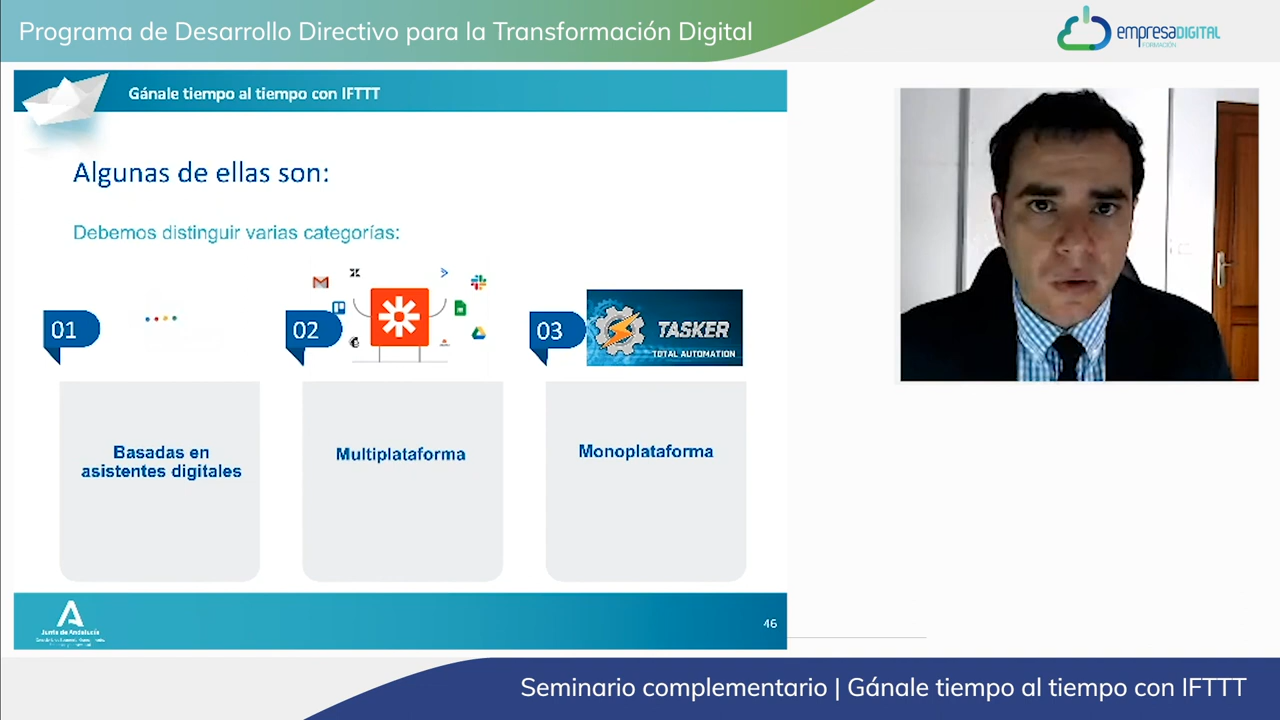 Programa de Desarrollo Directivo para la Transformación Digital
empresaDIGITAL
FORMACIÓN
Gánale tiempo al tiempo con IFTTT
Algunas de ellas son:
Debemos distinguir varias categorías:
01
02
03
TASKER
TOTAL AUTOMATION
Basadas en
asistentes digitales
Multiplataforma
Monoplataforma
Junta de Andalucía
46
Seminario complementario | Gánale tiempo al tiempo con IFTTT